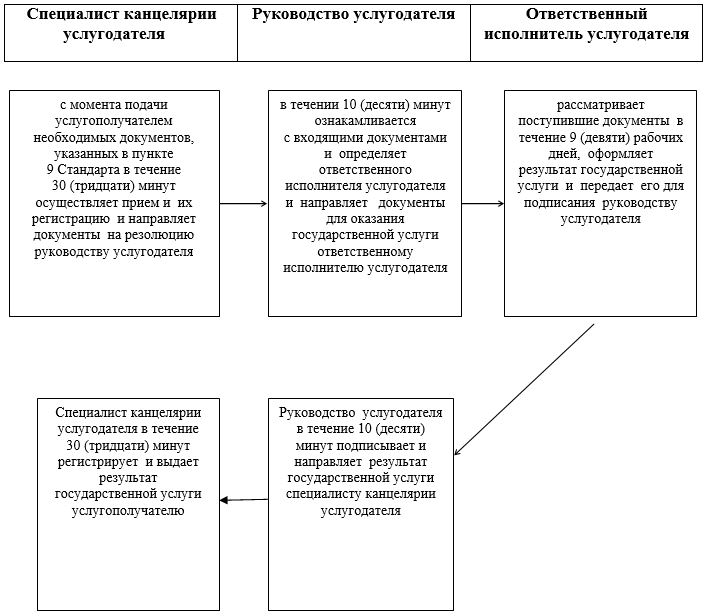 Специалист канцелярии
услугодателя
Руководство услугодателя
Ответственный
исполнитель услугодателя
с момента подачи
услугополучателем
необходимых документов,
указанных в пункте
9 Стандарта в течение
30 (тридцати) минут
осуществляет прием и их
регистрацию и направляет
документы на резолюцию
руководству услугодателя
в течении 10 (десяти) минут
ознакамливается
с входящими документами
и определяет
ответственного
исполнителя услугодателя
и направляет документы
для оказания
государственной услуги
ответственному
исполнителю услугодателя
рассматривает
поступившие документы в
течение 9 (девяти) рабочих
дней, оформляет
результат государственной
услуги и передает его для
подписания руководству
услугодателя
Специалист канцелярии
услугодателя в течение
30 (тридцати) минут
регистрирует и выдает
результат
государственной услуги
услугополучателю
Руководство услугодателя
в течение 10 (десяти)
минут подписывает и
направляет результат
государственной услуги
специалисту канцелярии
услугодателя